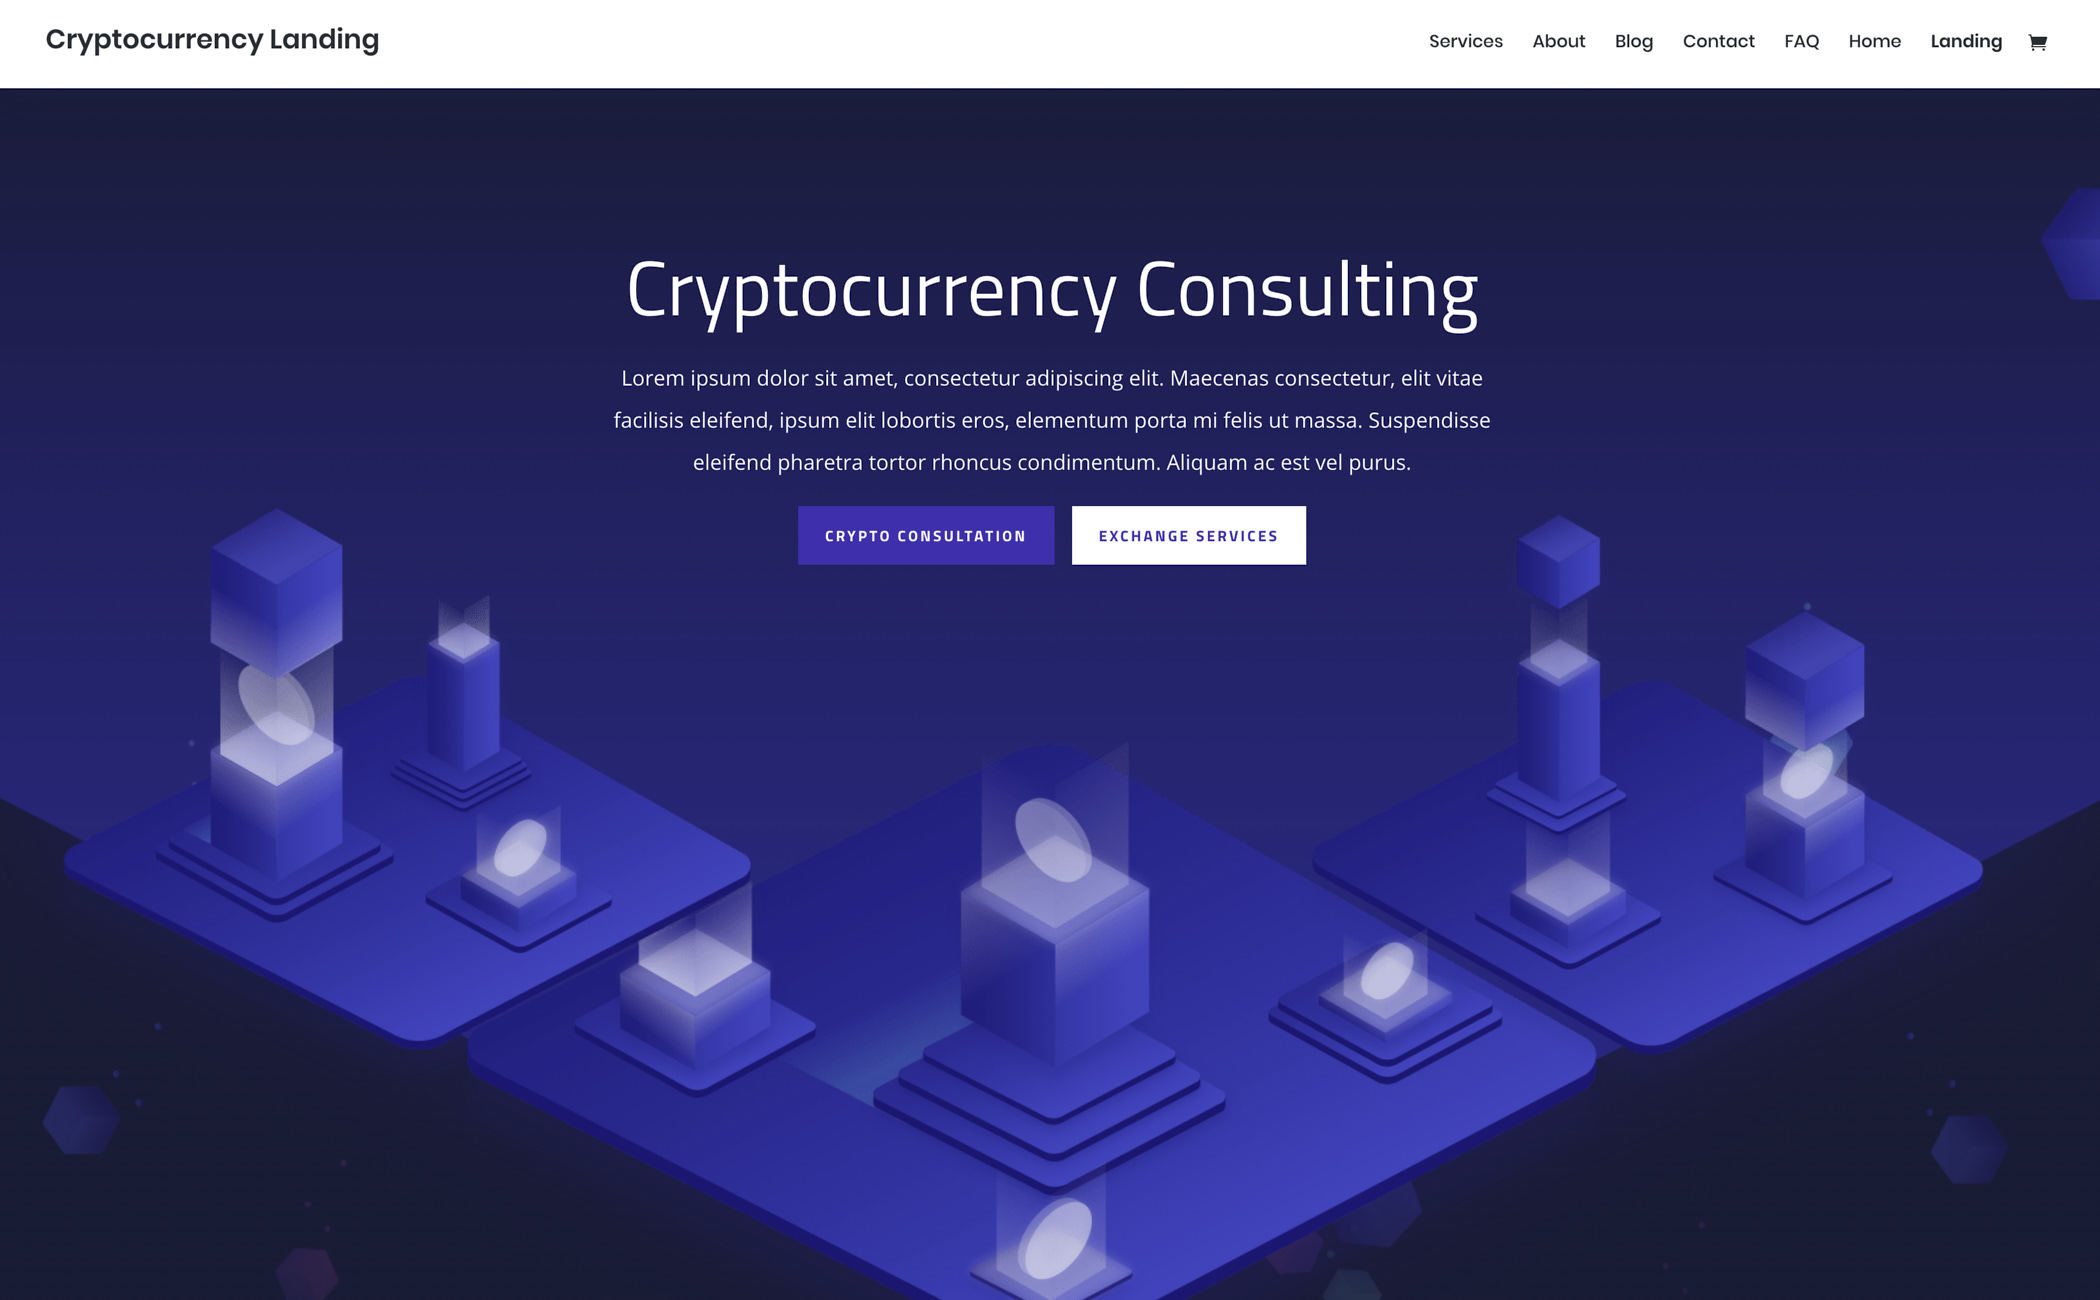 Cryptocurrency Landing
Services About Blog Contact FAQ Home Landing
Cryptocurrency Consulting
Lorem ipsum dolor sit amet, consectetur adipiscing elit. Maecenas consectetur, elit vitae
facilisis eleifend, ipsum elit lobortis eros, elementum porta mi felis ut massa. Suspendisse
eleifend pharetra tortor rhoncus condimentum. Aliquam ac est vel purus.
CRYPTO CONSULTATION EXCHANGE SERVICES